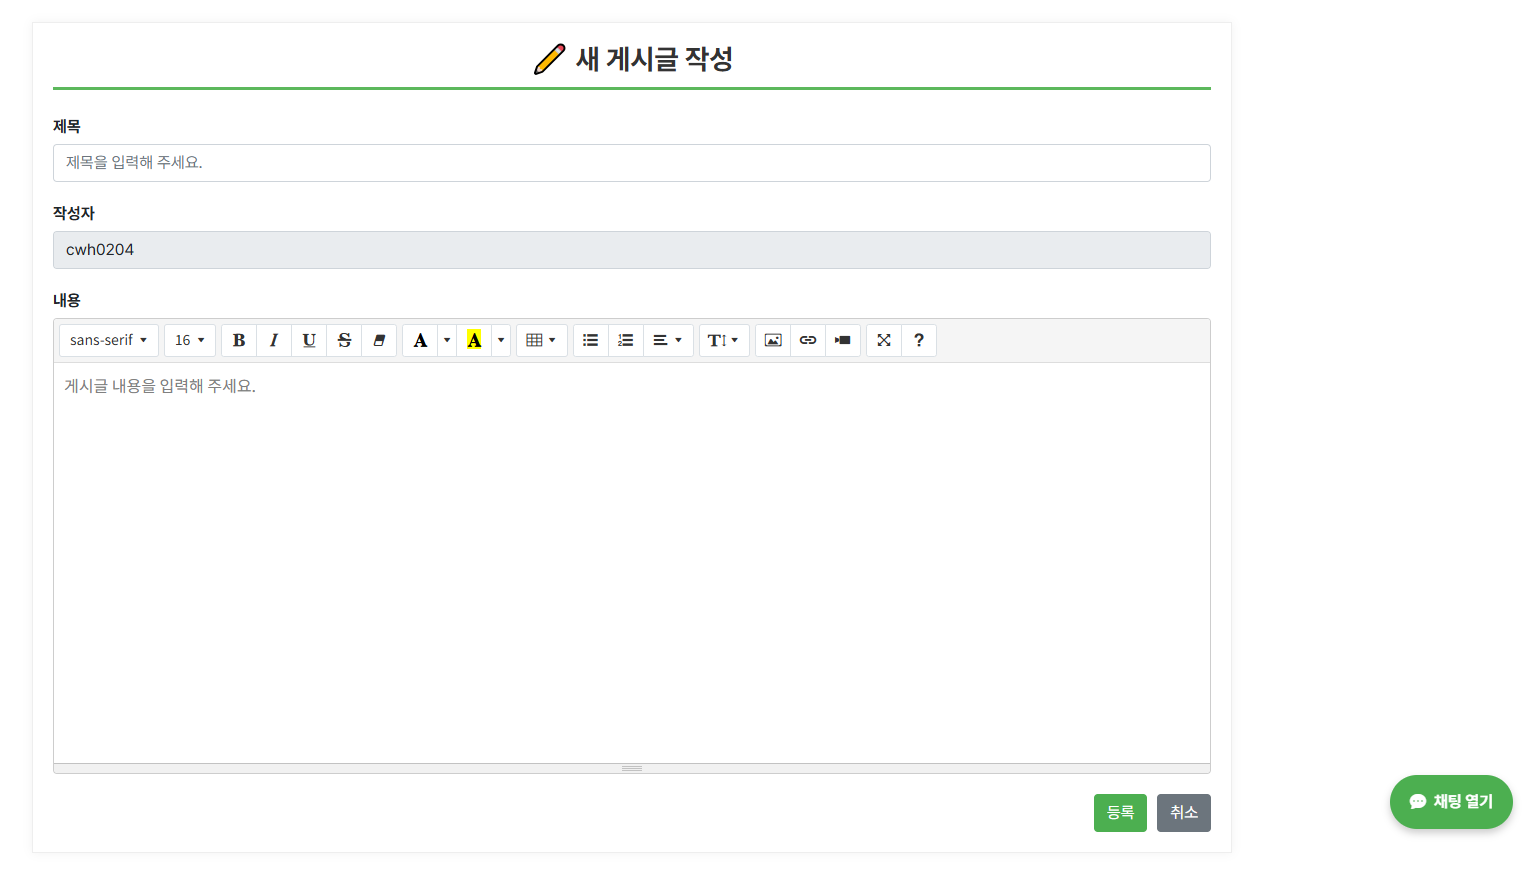 새 게시글 작성
제목
제목을 입력해 주세요.
작성자
cwh0204
내용
sans-serif 16 B I U S A A T ?
게시글 내용을 입력해 주세요.
등록 취소
채팅 열기